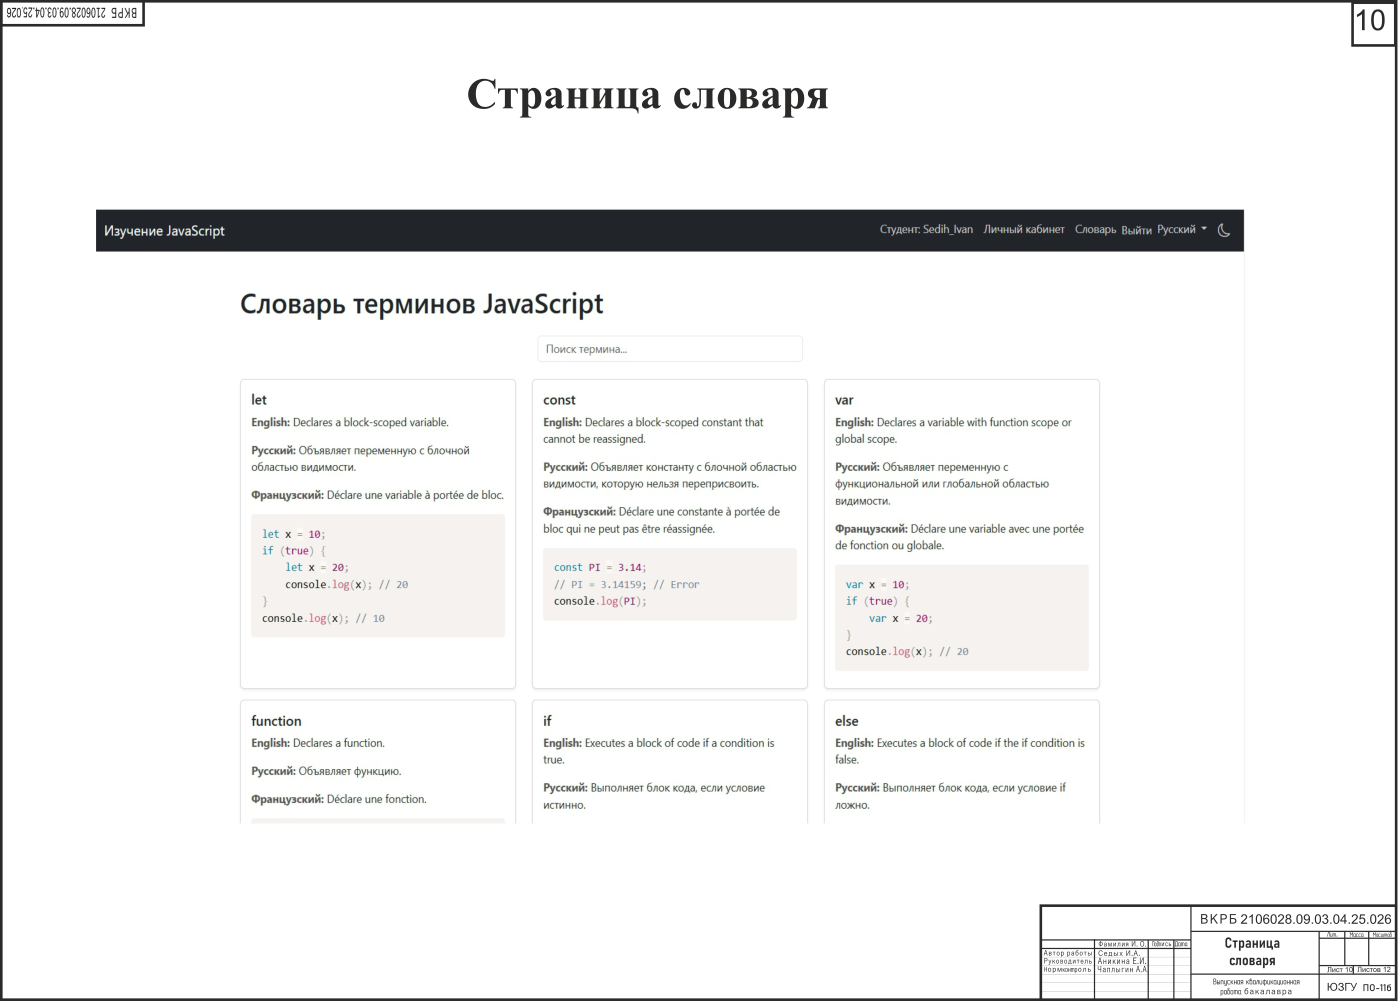 ВКРБ 2106028.09.03.04.25.026
10
Страница словаря
Изучение JavaScript
Студент: Sedih_Ivan Личный кабинет Словарь Выйти Русский
Словарь терминов JavaScript
Поиск термина...
let
English: Declares a block-scoped variable.
Русский: Объявляет переменную с блочной
областью видимости.
Французский: Déclare une variable à portée de bloc.
let x = 10;
if (true) {
    let x = 20;
    console.log(x); // 20
}
console.log(x); // 10
const
English: Declares a block-scoped constant that
cannot be reassigned.
Русский: Объявляет константу с блочной областью
видимости, которую нельзя переприсвоить.
Французский: Déclare une constante à portée de
bloc qui ne peut pas être réassignée.
const PI = 3.14;
// PI = 3.14159; // Error
console.log(PI);
var
English: Declares a variable with function scope or
global scope.
Русский: Объявляет переменную с
функциональной или глобальной областью
видимости.
Французский: Déclare une variable avec une portée
de fonction ou globale.
var x = 10;
if (true) {
    var x = 20;
}
console.log(x); // 20
function
English: Declares a function.
Русский: Объявляет функцию.
Французский: Déclare une fonction.
if
English: Executes a block of code if a condition is
true.
Русский: Выполняет блок кода, если условие
истинно.
else
English: Executes a block of code if the if condition is
false.
Русский: Выполняет блок кода, если условие if
ложно.
ВКРБ 2106028.09.03.04.25.026
Фамилия И. О. Подпись Дата
Автор работы Седых И.А.
Руководитель Аникина Е.И.
Нормконтроль Чаплыгин А.А.
Страница
словаря
Лит. Масса Масштаб
Лист 10 Листов 12
Выпускная квалификационная
работа бакалавра
ЮЗГУ ПО-11б